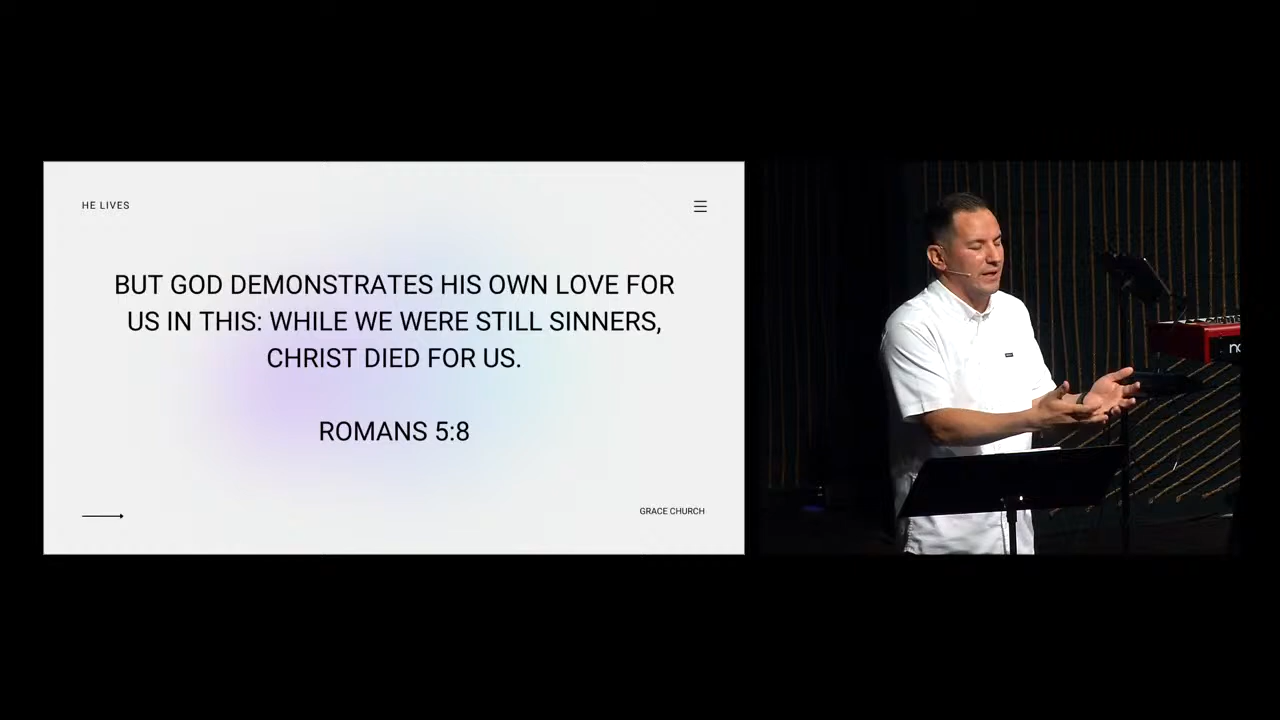 HE LIVES
BUT GOD DEMONSTRATES HIS OWN LOVE FOR
US IN THIS: WHILE WE WERE STILL SINNERS,
CHRIST DIED FOR US.
ROMANS 5:8
GRACE CHURCH